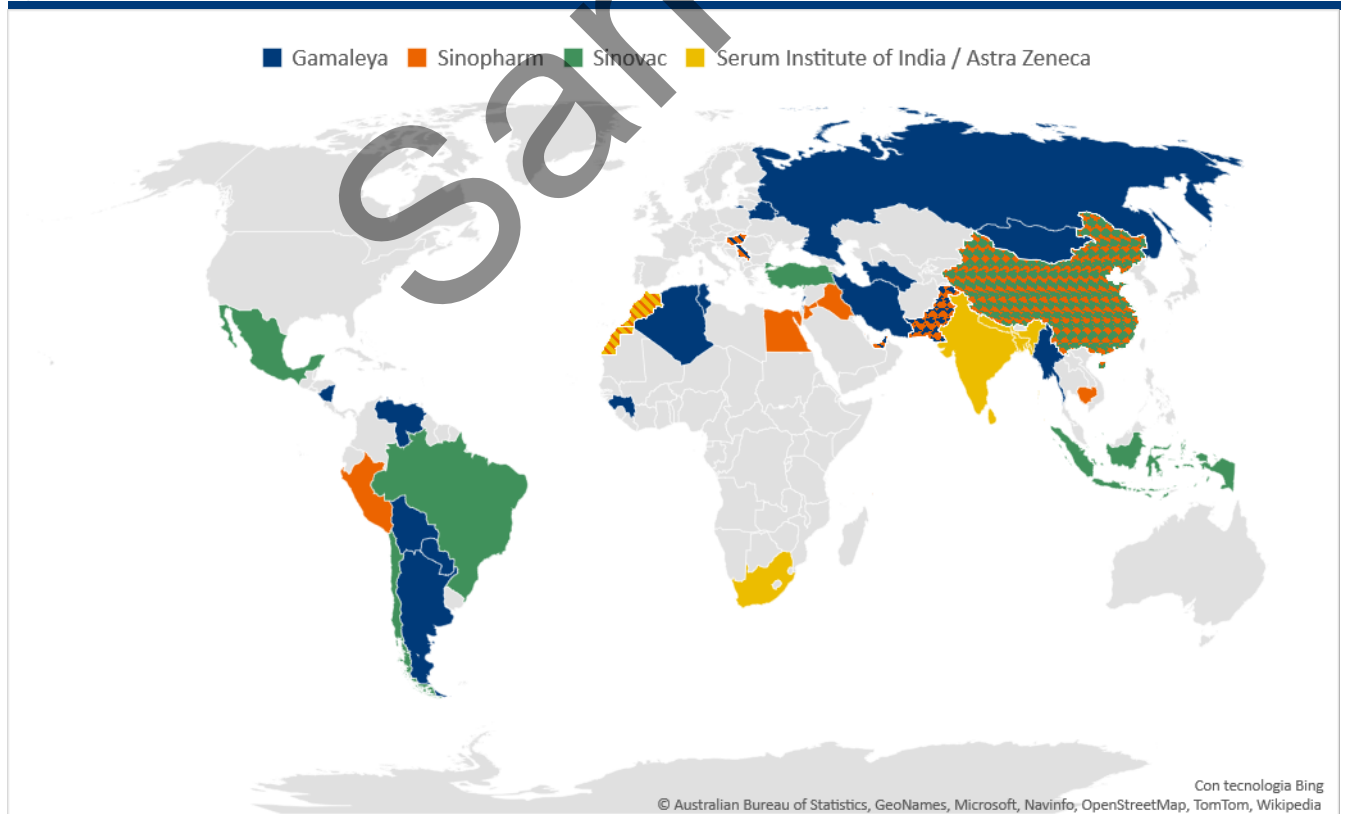 Gamaleya Sinopharm Sinovac Serum Institute of India / Astra Zeneca
San
Con tecnologia Bing
© Australian Bureau of Statistics, GeoNames, Microsoft, Navinfo, OpenStreetMap, TomTom, Wikipedia